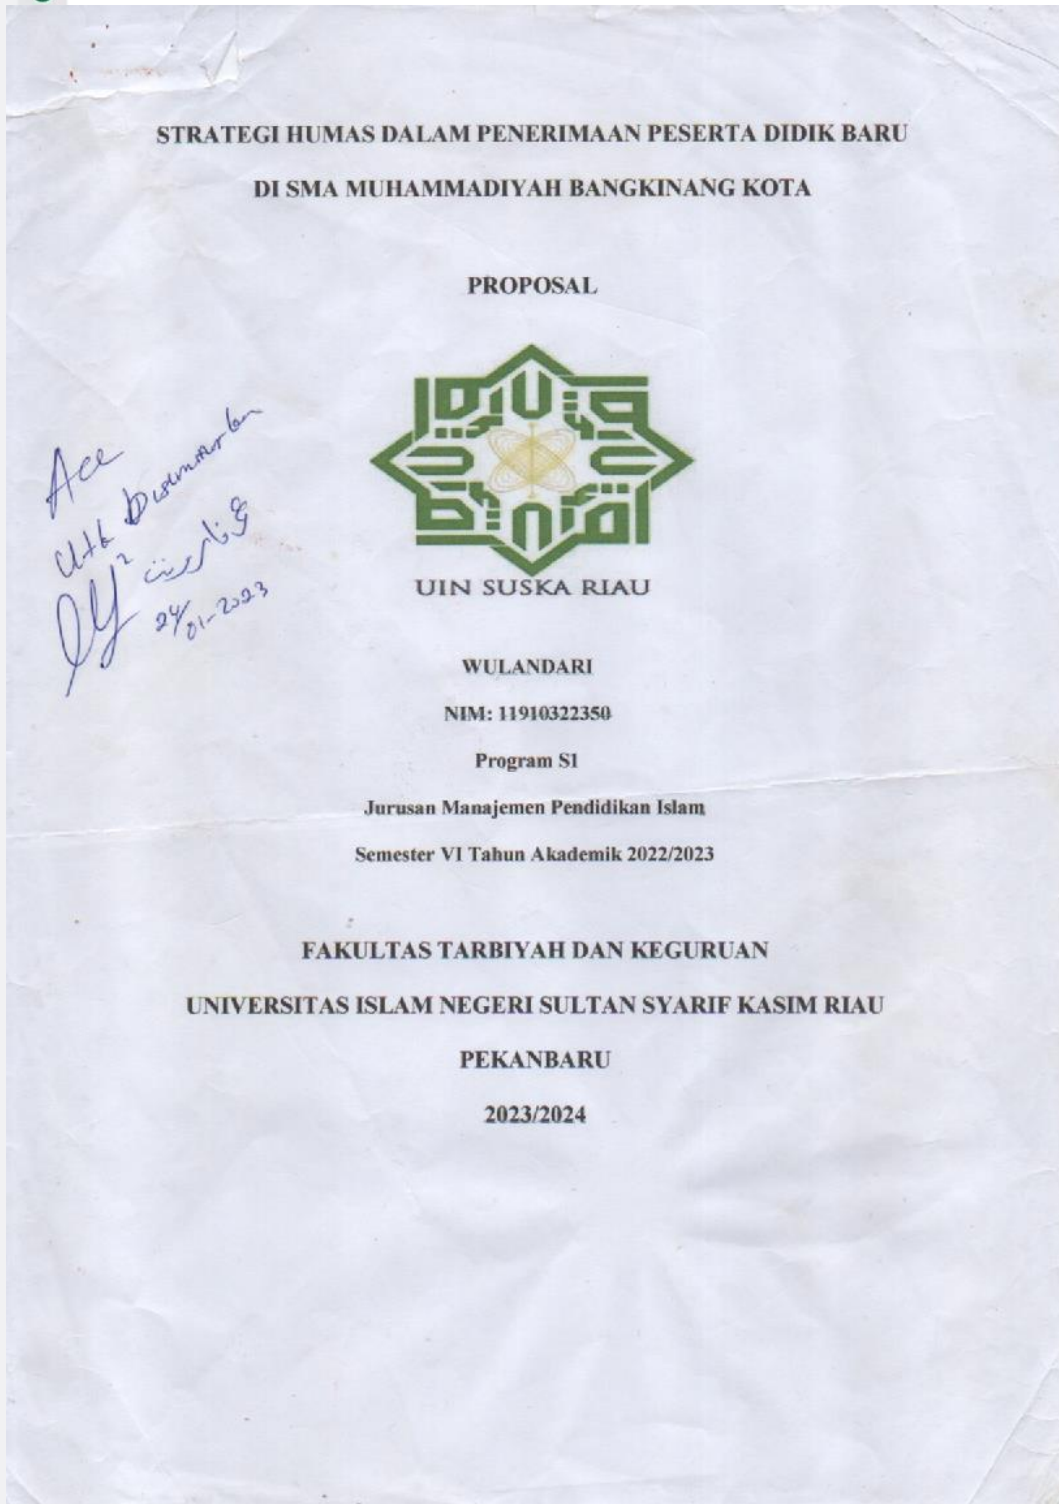 STRATEGI HUMAS DALAM PENERIMAAN PESERTA DIDIK BARU
DI SMA MUHAMMADIYAH BANGKINANG KOTA
PROPOSAL
Acc
Utk Diseminarkan
24/01-2023
UIN SUSKA RIAU
WULANDARI
NIM: 11910322350
Program S1
Jurusan Manajemen Pendidikan Islam
Semester VI Tahun Akademik 2022/2023
FAKULTAS TARBIYAH DAN KEGURUAN
UNIVERSITAS ISLAM NEGERI SULTAN SYARIF KASIM RIAU
PEKANBARU
2023/2024